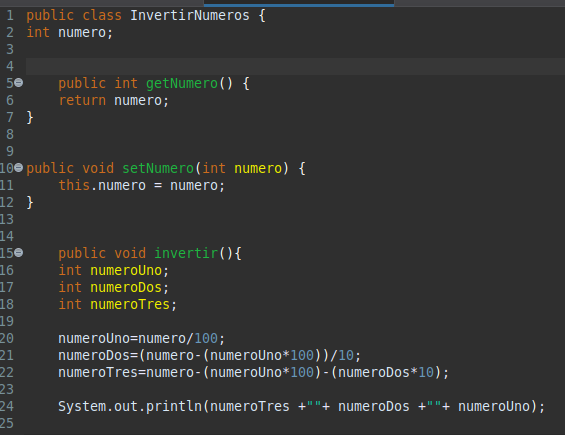 1 public class InvertirNumeros {
2 int numero;
3
4
5 public int getNumero() {
6 return numero;
7 }
8
9
10 public void setNumero(int numero) {
11 this.numero = numero;
12 }
13
14
15 public void invertir(){
16 int numeroUno;
17 int numeroDos;
18 int numeroTres;
19
20 numeroUno=numero/100;
21 numeroDos=(numero-(numeroUno*100))/10;
22 numeroTres=numero-(numeroUno*100)-(numeroDos*10);
23
24 System.out.println(numeroTres +""+ numeroDos +""+ numeroUno);
25